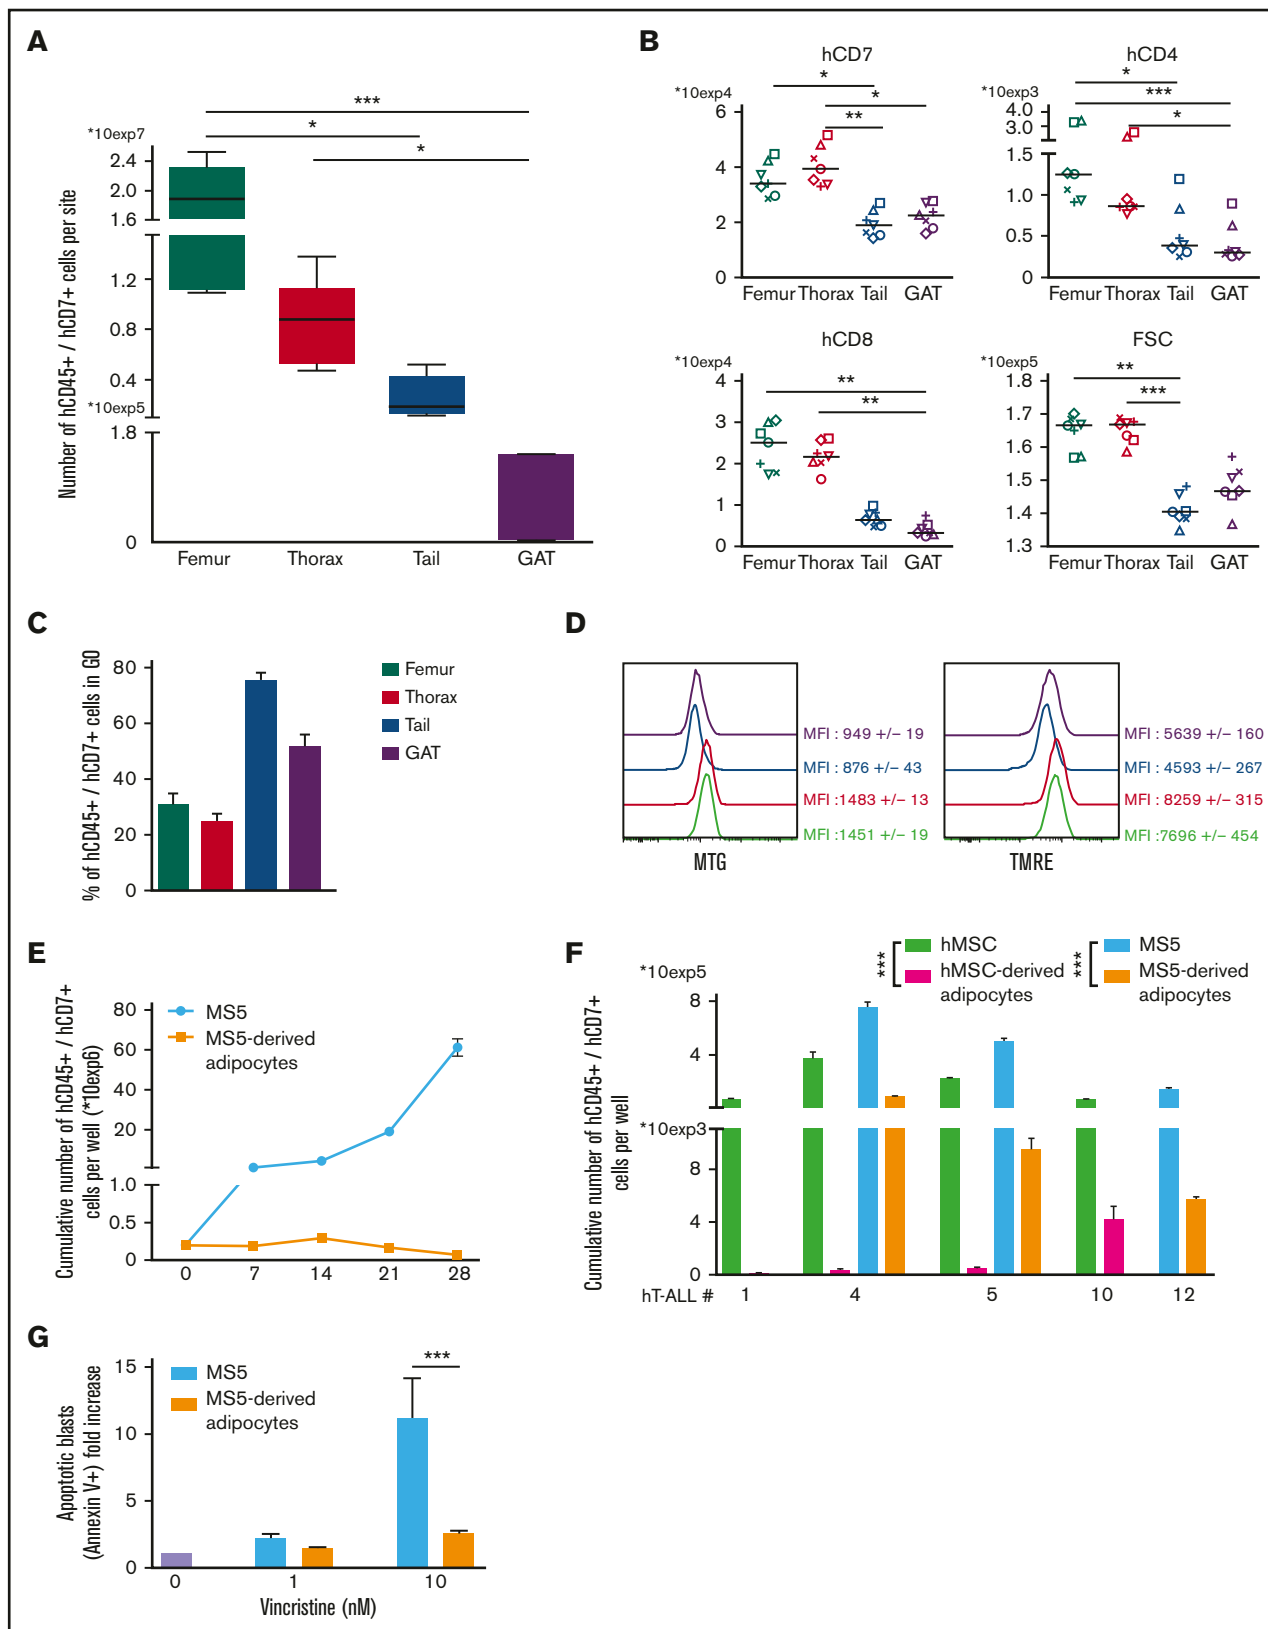 A
*10exp7
Number of hCD45+ / hCD7+ cells per site
***
*
*
2.4
2.0
1.6
1.2
0.8
0.4
*10exp5
1.8
0
Femur Thorax Tail GAT
B
hCD7
*10exp4
*
*
**
6
4
2
0
Femur Thorax Tail GAT
hCD4
*10exp3
*
***
*
4.0
3.0
1.5
1.0
0.5
0
Femur Thorax Tail GAT
hCD8
*10exp4
**
**
4
3
2
1
0
Femur Thorax Tail GAT
FSC
*10exp5
**
***
1.8
1.7
1.6
1.5
1.4
1.3
Femur Thorax Tail GAT
C
% of hCD45+ / hCD7+ cells in G0
80
60
40
20
0
Femur
Thorax
Tail
GAT
D
MFI : 949 +/− 19
MFI : 876 +/− 43
MFI :1483 +/− 13
MFI :1451 +/− 19
MTG
MFI : 5639 +/− 160
MFI : 4593 +/− 267
MFI : 8259 +/− 315
MFI :7696 +/− 454
TMRE
E
Cumulative number of hCD45+ / hCD7+
cells per well (*10exp6)
80
60
40
20
1.0
0.5
0
MS5
MS5-derived
adipocytes
0 7 14 21 28
F
*10exp5
Cumulative number of hCD45+ / hCD7+
cells per well
***
hMSC
hMSC-derived
adipocytes
***
MS5
MS5-derived
adipocytes
8
4
*10exp3
8
4
0
hT-ALL # 1 4 5 10 12
G
Apoptotic blasts
(Annexin V+) fold increase
15
10
5
0
MS5
MS5-derived
adipocytes
***
0 1 10
Vincristine (nM)